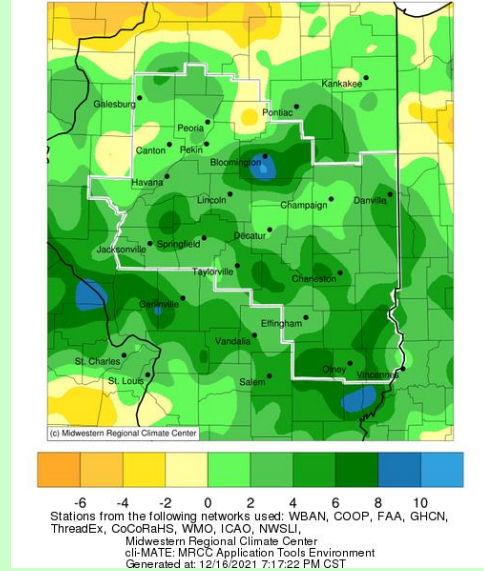 Kankakee
Galesburg
Pontiac
Peoria
Canton Pekin
Bloomington
Havana
Lincoln
Champaign
Danville
Decatur
Jacksonville
Springfield
Taylorville
Charleston
Effingham
Vandalia
St. Charles
Olney
Vincennes
St. Louis
Salem
(c) Midwestern Regional Climate Center
-6 -4 -2 0 2 4 6 8 10
Stations from the following networks used: WBAN, COOP, FAA, GHCN,
ThreadEx, CoCoRaHS, WMO, ICAO, NWSLI,
Midwestern Regional Climate Center
cli-MATE: MRCC Application Tools Environment
Generated at: 12/16/2021 7:17:22 PM CST